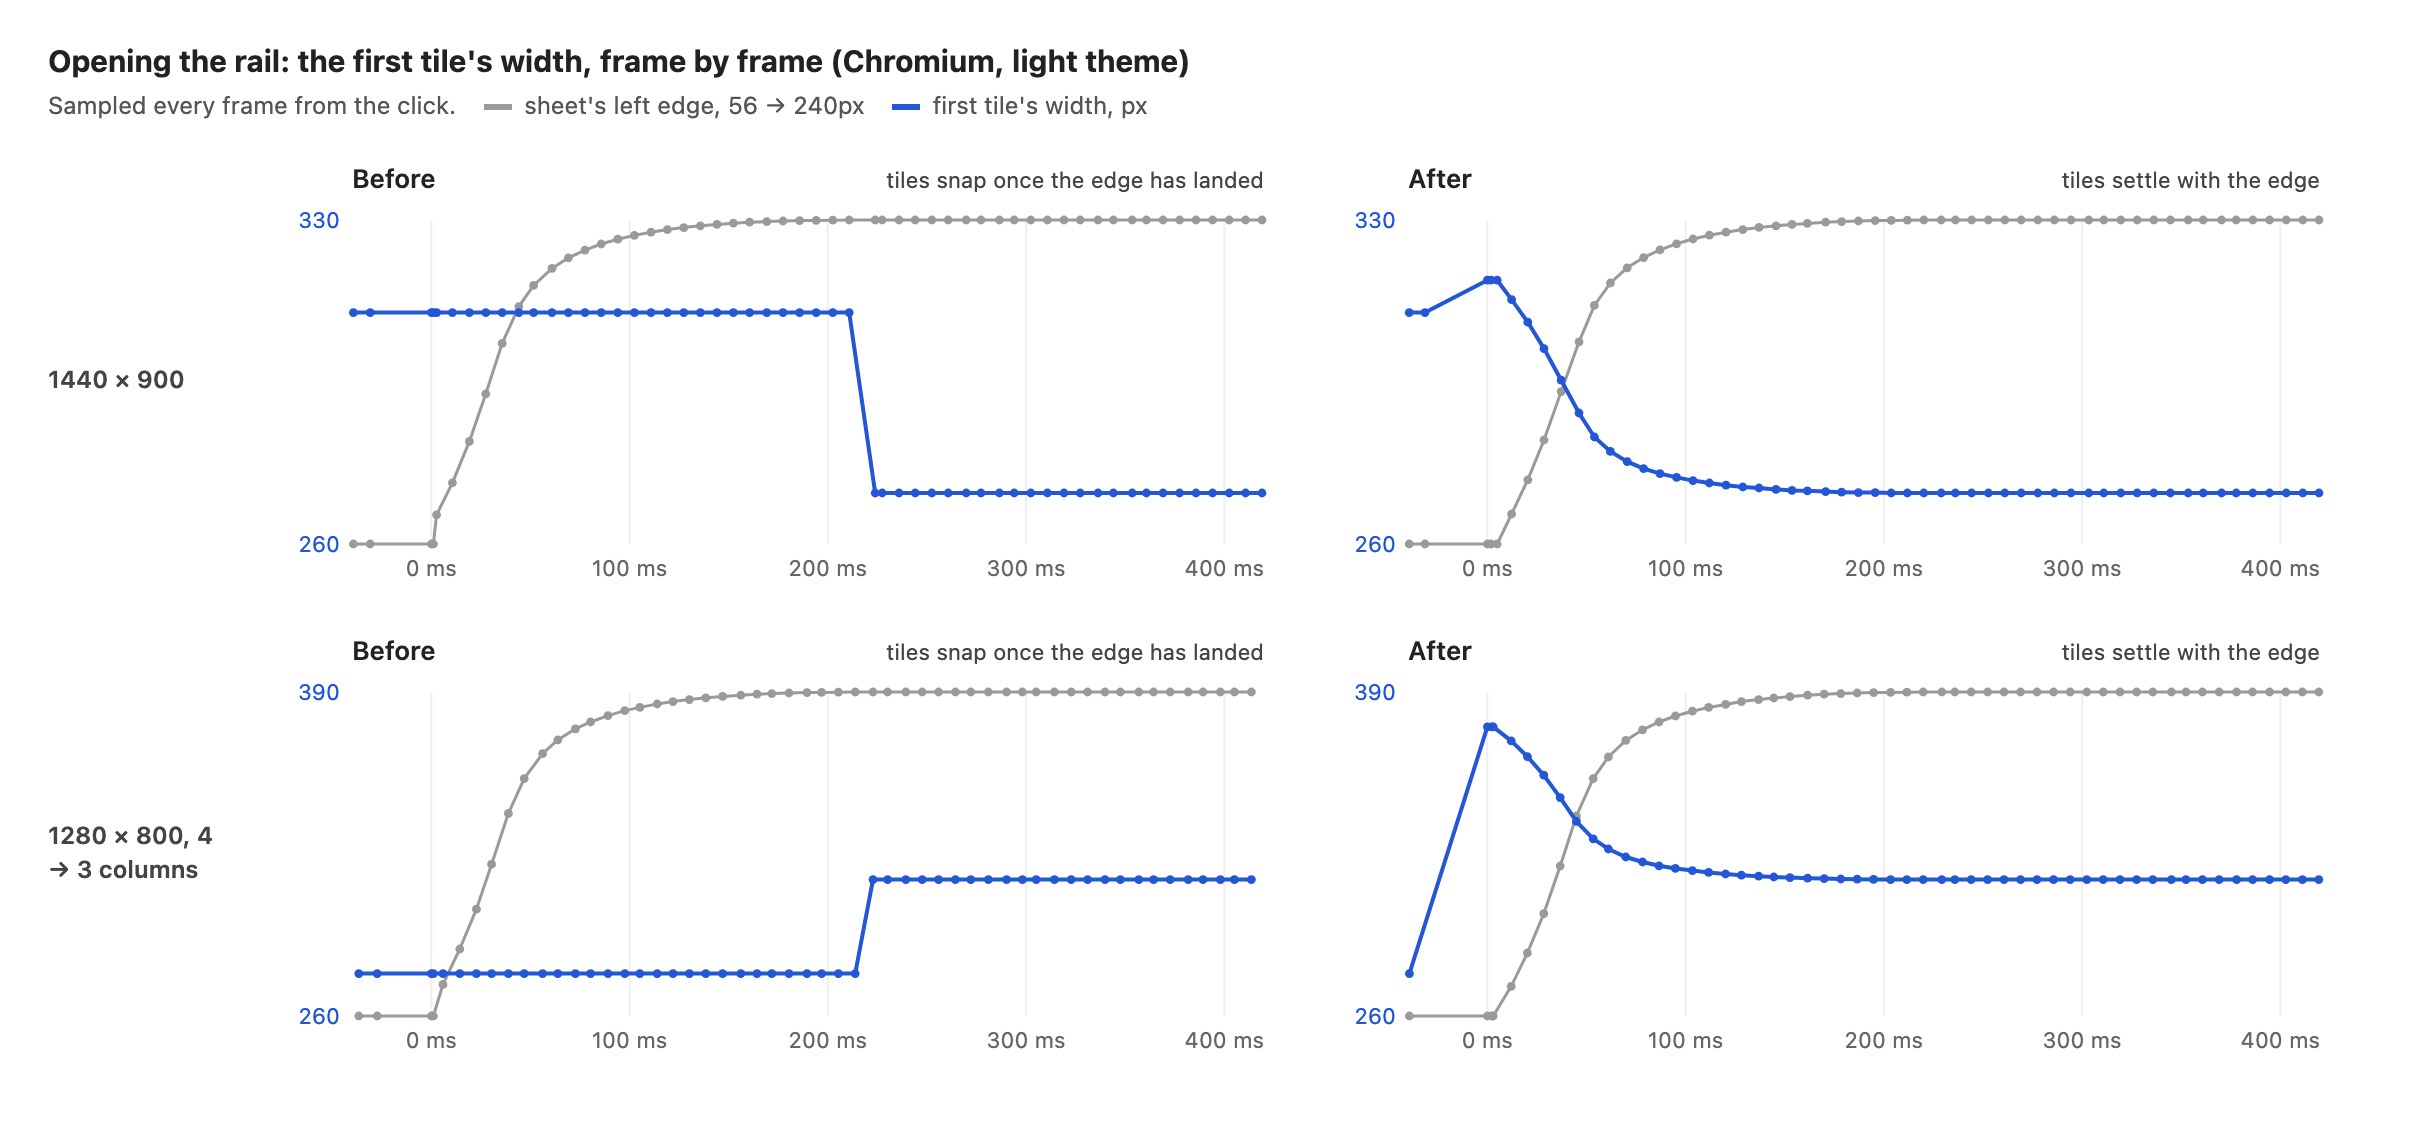 Opening the rail: the first tile's width, frame by frame (Chromium, light theme)
Sampled every frame from the click. sheet's left edge, 56 → 240px first tile's width, px
Before tiles snap once the edge has landed
After tiles settle with the edge
330
330
1440 × 900
260
260
0 ms 100 ms 200 ms 300 ms 400 ms
0 ms 100 ms 200 ms 300 ms 400 ms
Before tiles snap once the edge has landed
After tiles settle with the edge
390
390
1280 × 800, 4
→ 3 columns
260
260
0 ms 100 ms 200 ms 300 ms 400 ms
0 ms 100 ms 200 ms 300 ms 400 ms